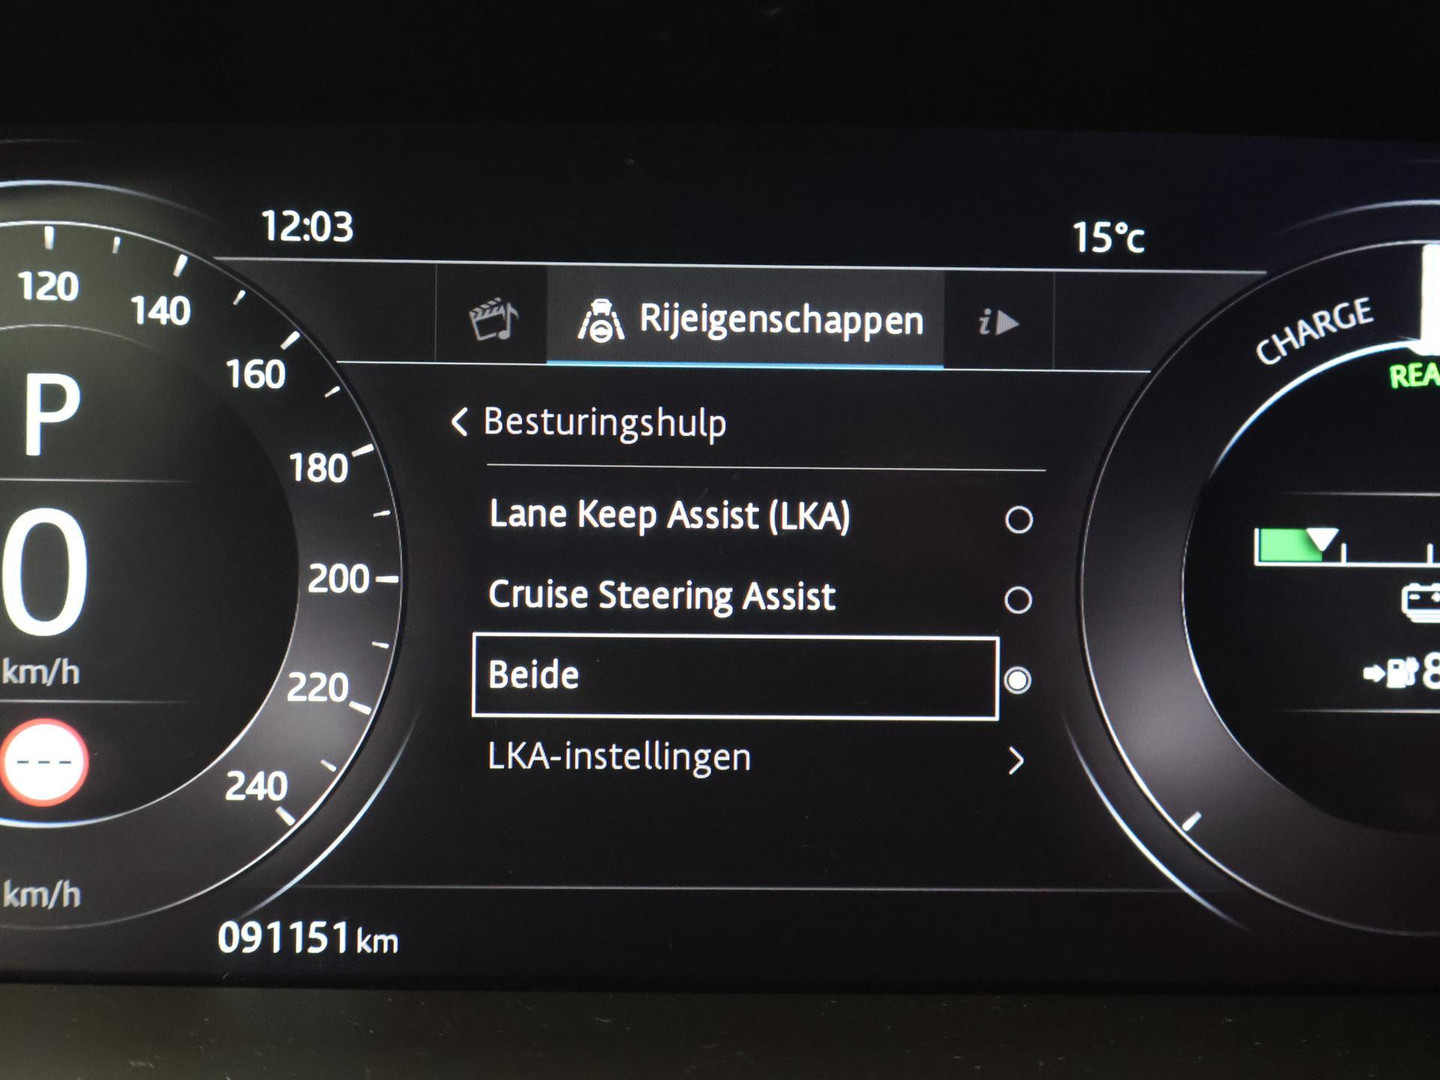 12:03
15°c
120
140
160
180
200
220
240
P
0
km/h
---
km/h
Rijeigenschappen
i
Besturingshulp
Lane Keep Assist (LKA)
Cruise Steering Assist
Beide
LKA-instellingen
CHARGE
091151 km